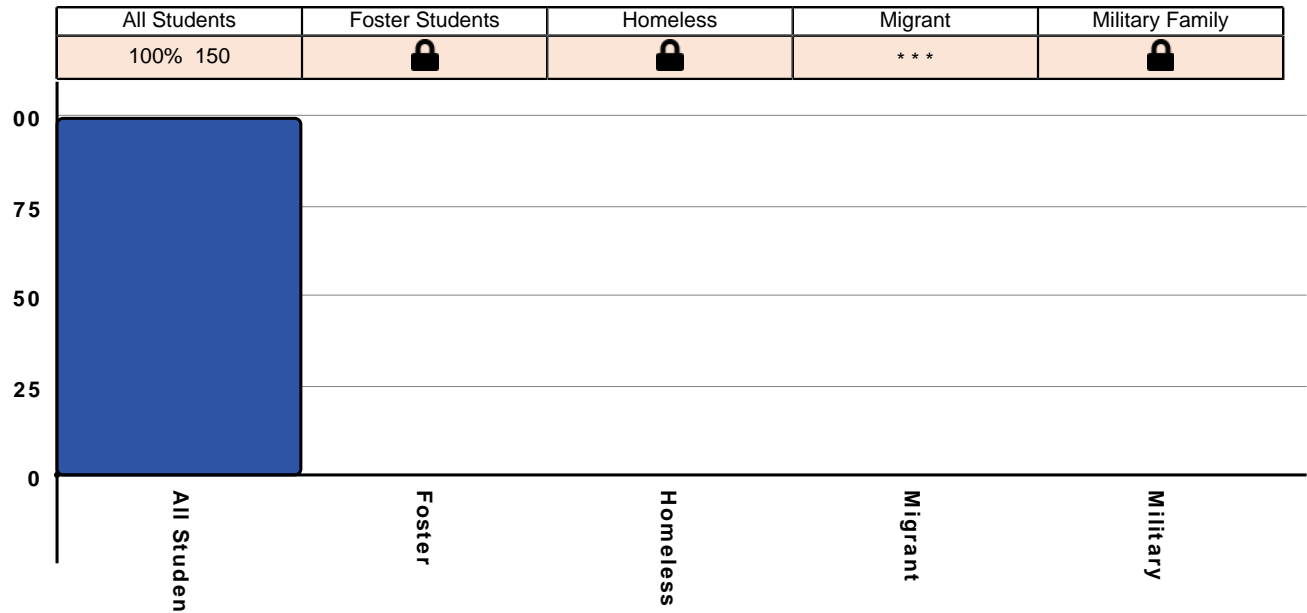 All Students Foster Students Homeless Migrant Military Family
100% 150 * * *
00
75
50
25
0
All Studen
Foster
Homeless
Migrant
Military